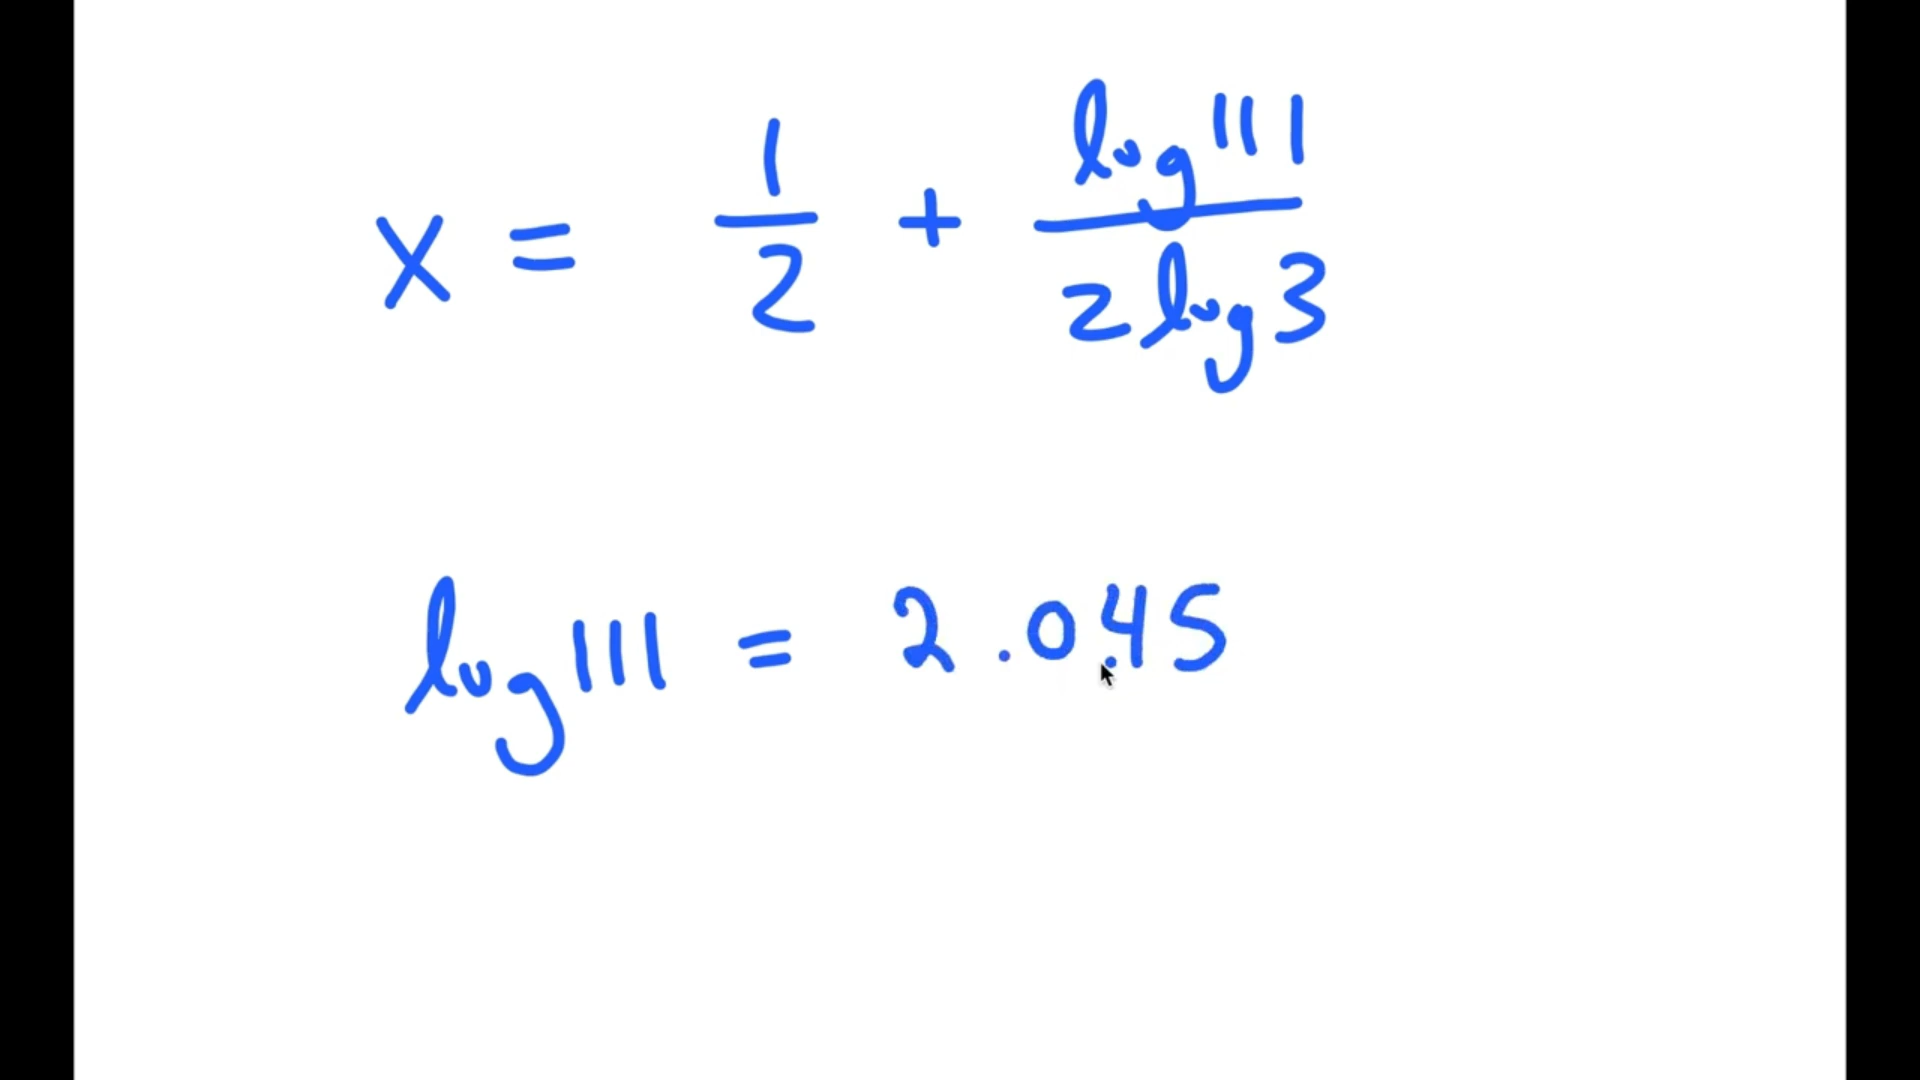 x = 1/2 + log111/2log3
log111 = 2.045